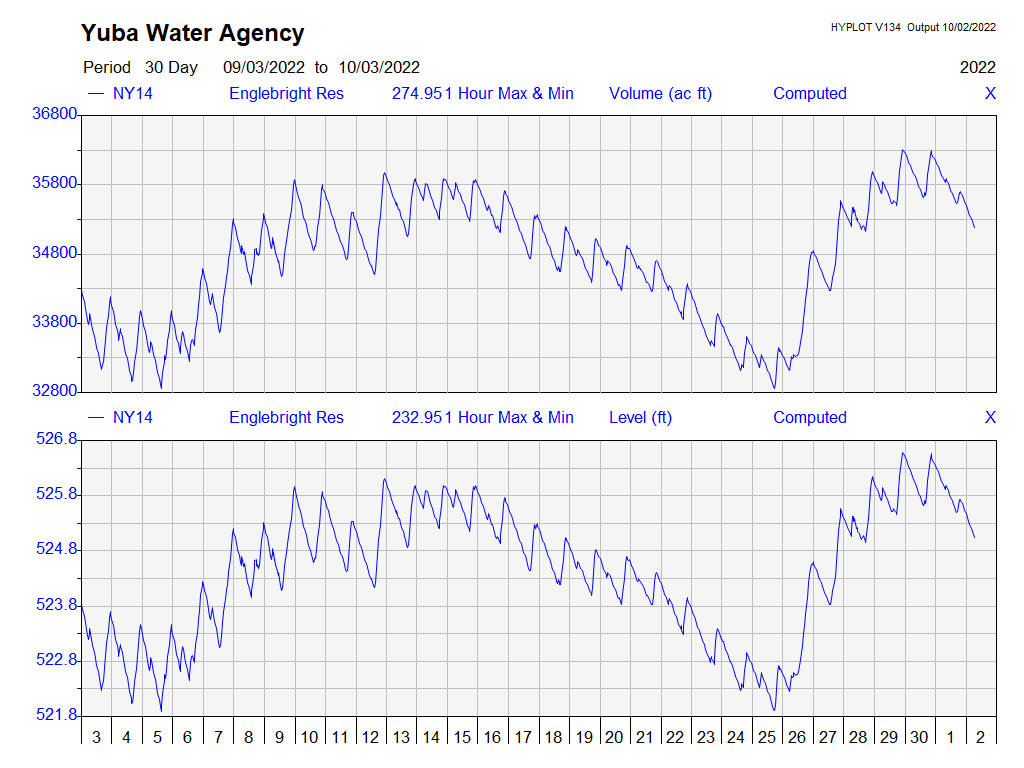 Yuba Water Agency
HYPLOT V134 Output 10/02/2022
Period 30 Day 09/03/2022 to 10/03/2022 2022
NY14 Englebright Res 274.951 Hour Max & Min Volume (ac ft) Computed X
36800
35800
34800
33800
32800
NY14 Englebright Res 232.951 Hour Max & Min Level (ft) Computed X
526.8
525.8
524.8
523.8
522.8
521.8
3 4 5 6 7 8 9 10 11 12 13 14 15 16 17 18 19 20 21 22 23 24 25 26 27 28 29 30 1 2